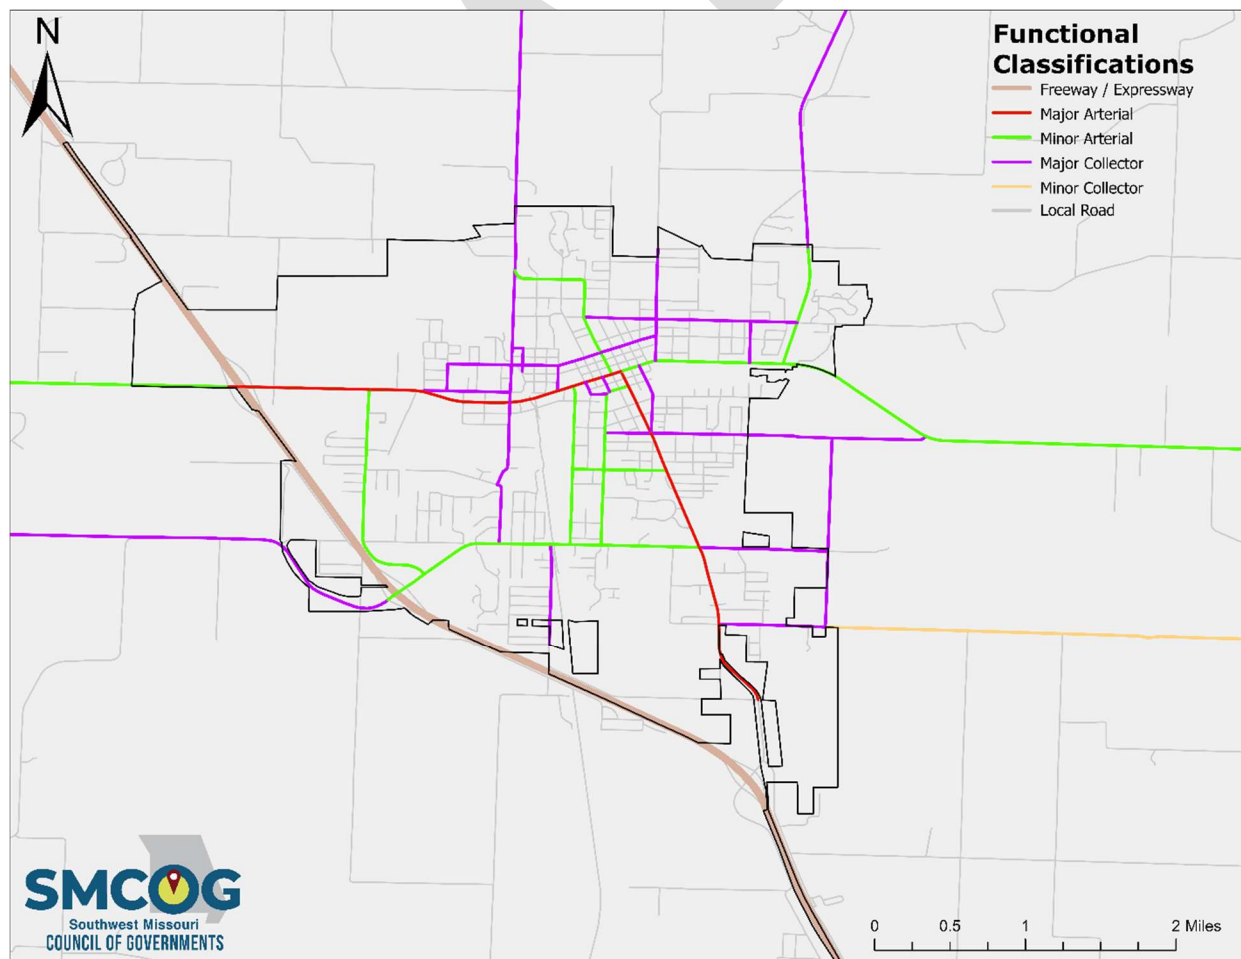 N
Functional
Classifications
Freeway / Expressway
Major Arterial
Minor Arterial
Major Collector
Minor Collector
Local Road
SMCOG
Southwest Missouri
COUNCIL OF GOVERNMENTS
0 0.5 1 2 Miles